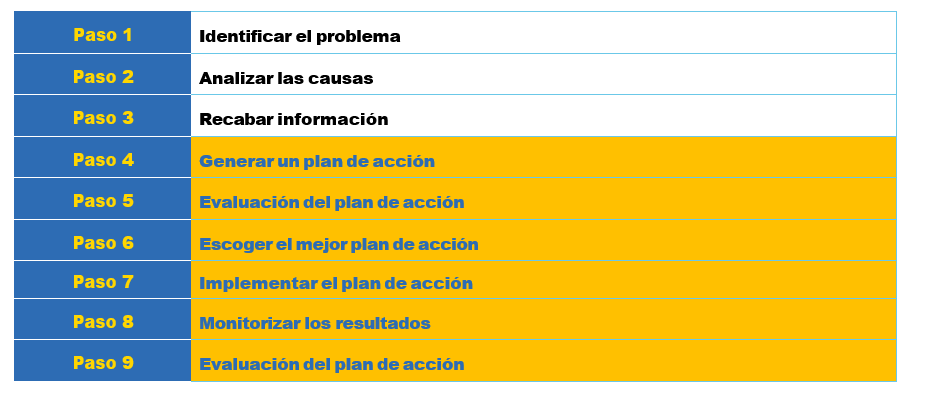 Paso 1 Identificar el problema
Paso 2 Analizar las causas
Paso 3 Recabar información
Paso 4 Generar un plan de acción
Paso 5 Evaluación del plan de acción
Paso 6 Escoger el mejor plan de acción
Paso 7 Implementar el plan de acción
Paso 8 Monitorizar los resultados
Paso 9 Evaluación del plan de acción